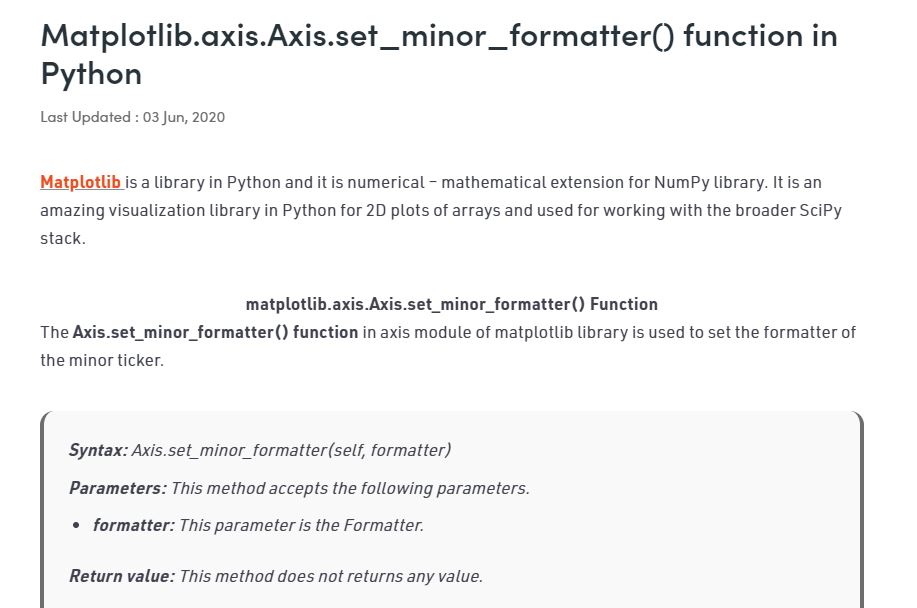 Matplotlib.axis.Axis.set_minor_formatter() function in
Python
Last Updated : 03 Jun, 2020
Matplotlib is a library in Python and it is numerical – mathematical extension for NumPy library. It is an
amazing visualization library in Python for 2D plots of arrays and used for working with the broader SciPy
stack.
matplotlib.axis.Axis.set_minor_formatter() Function
The Axis.set_minor_formatter() function in axis module of matplotlib library is used to set the formatter of
the minor ticker.
Syntax: Axis.set_minor_formatter(self, formatter)
Parameters: This method accepts the following parameters.
• formatter: This parameter is the Formatter.
Return value: This method does not returns any value.